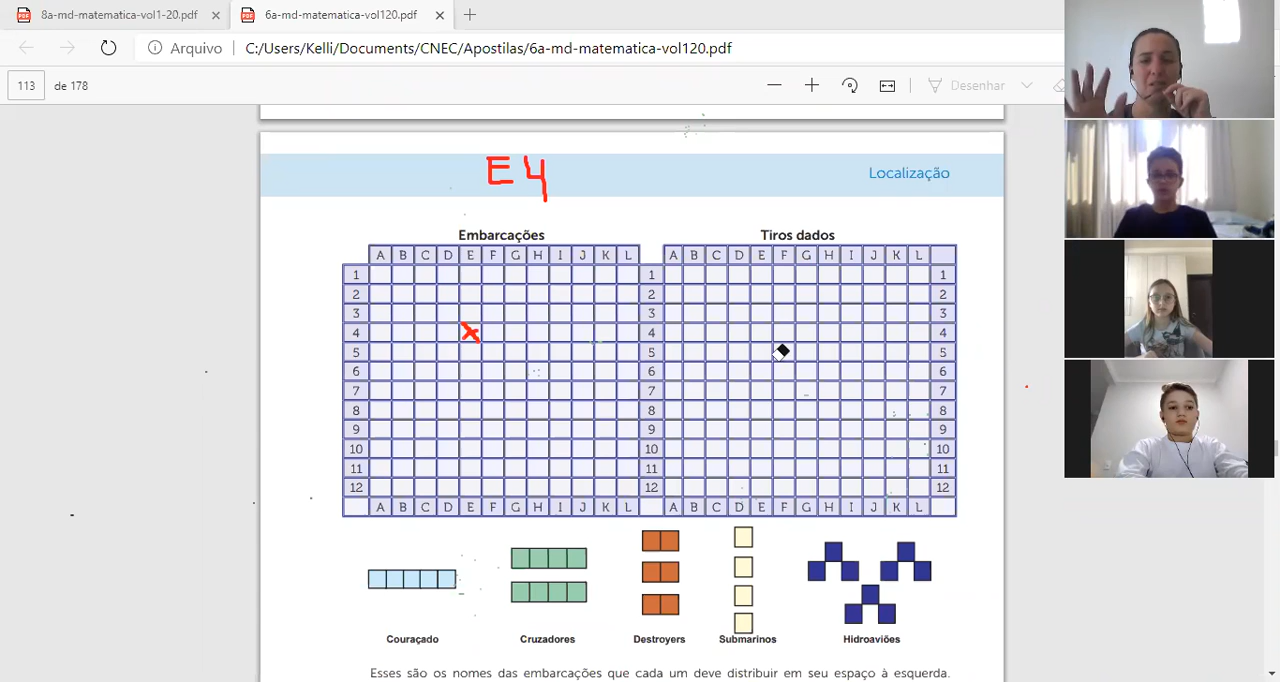 8a-md-matematica-vol1-20.pdf
6a-md-matematica-vol120.pdf
Arquivo C:/Users/Kelli/Documents/CNEC/Apostilas/6a-md-matematica-vol120.pdf
113 de 178
Desenhar
E4
Localização
Embarcações
Tiros dados
A B C D E F G H I J K L A B C D E F G H I J K L
1 1 1
2 2 2
3 3 3
4 X 4 4
5 5 5
6 6 6
7 7 7
8 8 8
9 9 9
10 10 10
11 11 11
12 12 12
A B C D E F G H I J K L A B C D E F G H I J K L
Couraçado Cruzadores Destroyers Submarinos Hidroaviões
Esses são os nomes das embarcações que cada um deve distribuir em seu espaço à esquerda.